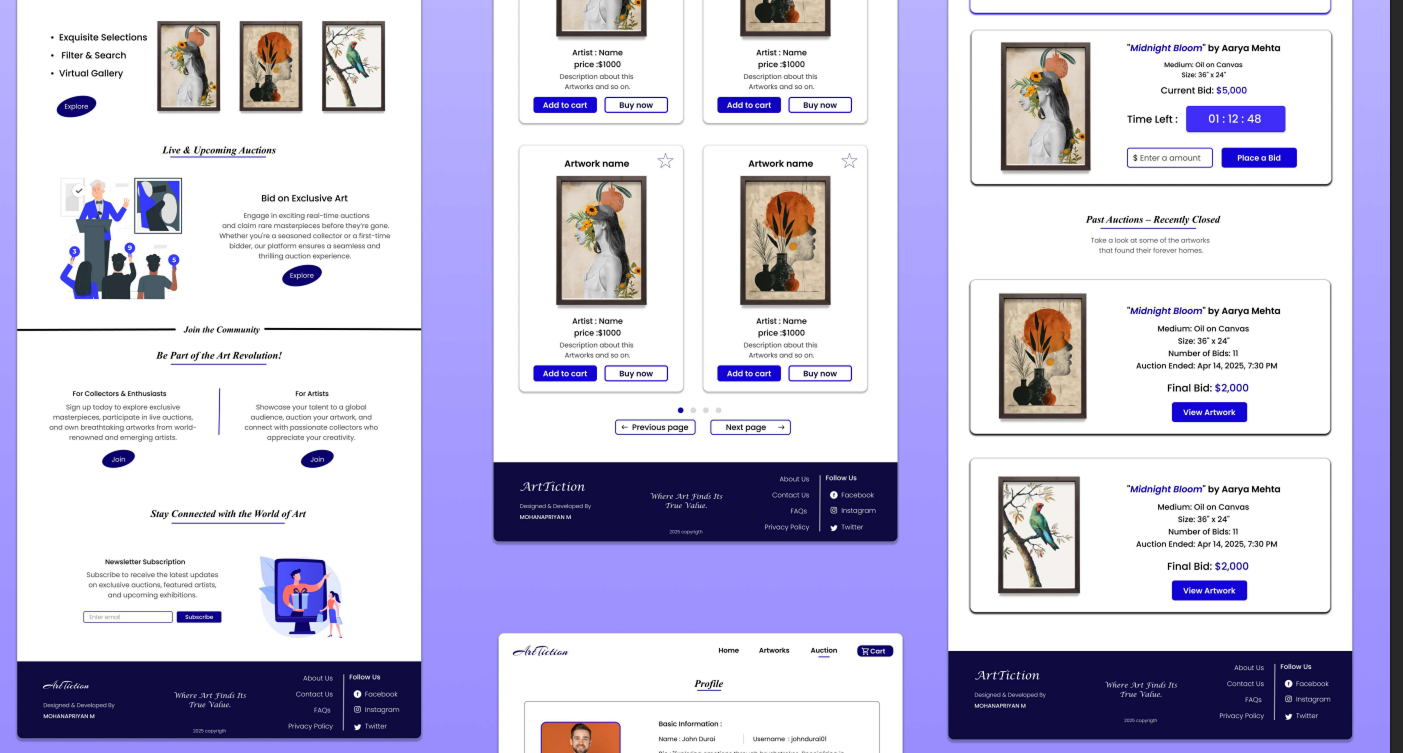 Exquisite Selections
Filter & Search
Virtual Gallery
Explore
Live & Upcoming Auctions
3
9
5
Bid on Exclusive Art
Engage in exciting real-time auctions
and claim rare masterpieces before they're gone.
Whether you're a seasoned collector or a first-time
bidder, our platform ensures a seamless and
thrilling auction experience.
Explore
Join the Community
Be Part of the Art Revolution!
For Collectors & Enthusiasts
Sign up today to explore exclusive
masterpieces, participate in live auctions,
and own breathtaking artworks from world-
renowned and emerging artists.
Join
For Artists
Showcase your talent to a global
audience, auction your artwork, and
connect with passionate collectors who
appreciate your creativity.
Join
Stay Connected with the World of Art
Newsletter Subscription
Subscribe to receive the latest updates
on exclusive auctions, featured artists,
and upcoming exhibitions.
Enter email
Subscribe
ArtTiction
Designed & Developed By
MOHANAPRIYAN M
Where Art Finds Its
True Value.
2025 copyrigth
About Us
Contact Us
FAQs
Privacy Policy
Follow Us
Facebook
Instagram
Twitter
Artist : Name
price :$1000
Description about this
Artworks and so on.
Add to cart
Buy now
Artist : Name
price :$1000
Description about this
Artworks and so on.
Add to cart
Buy now
Artwork name
Artist : Name
price :$1000
Description about this
Artworks and so on.
Add to cart
Buy now
Artwork name
Artist : Name
price :$1000
Description about this
Artworks and so on.
Add to cart
Buy now
← Previous page
Next page →
ArtTiction
Designed & Developed By
MOHANAPRIYAN M
Where Art Finds Its
True Value.
2025 copyrigth
About Us
Contact Us
FAQs
Privacy Policy
Follow Us
Facebook
Instagram
Twitter
ArtTiction
Home
Artworks
Auction
Cart
Profile
Basic Information :
Name : John Durai
Username : johndurai01
"Midnight Bloom" by Aarya Mehta
Medium: Oil on Canvas
Size: 36" x 24"
Current Bid: $5,000
Time Left :
01 : 12 : 48
$ Enter a amount
Place a Bid
Past Auctions – Recently Closed
Take a look at some of the artworks
that found their forever homes.
"Midnight Bloom" by Aarya Mehta
Medium: Oil on Canvas
Size: 36" x 24"
Number of Bids: 11
Auction Ended: Apr 14, 2025, 7:30 PM
Final Bid: $2,000
View Artwork
"Midnight Bloom" by Aarya Mehta
Medium: Oil on Canvas
Size: 36" x 24"
Number of Bids: 11
Auction Ended: Apr 14, 2025, 7:30 PM
Final Bid: $2,000
View Artwork
ArtTiction
Designed & Developed By
MOHANAPRIYAN M
Where Art Finds Its
True Value.
2025 copyrigth
About Us
Contact Us
FAQs
Privacy Policy
Follow Us
Facebook
Instagram
Twitter